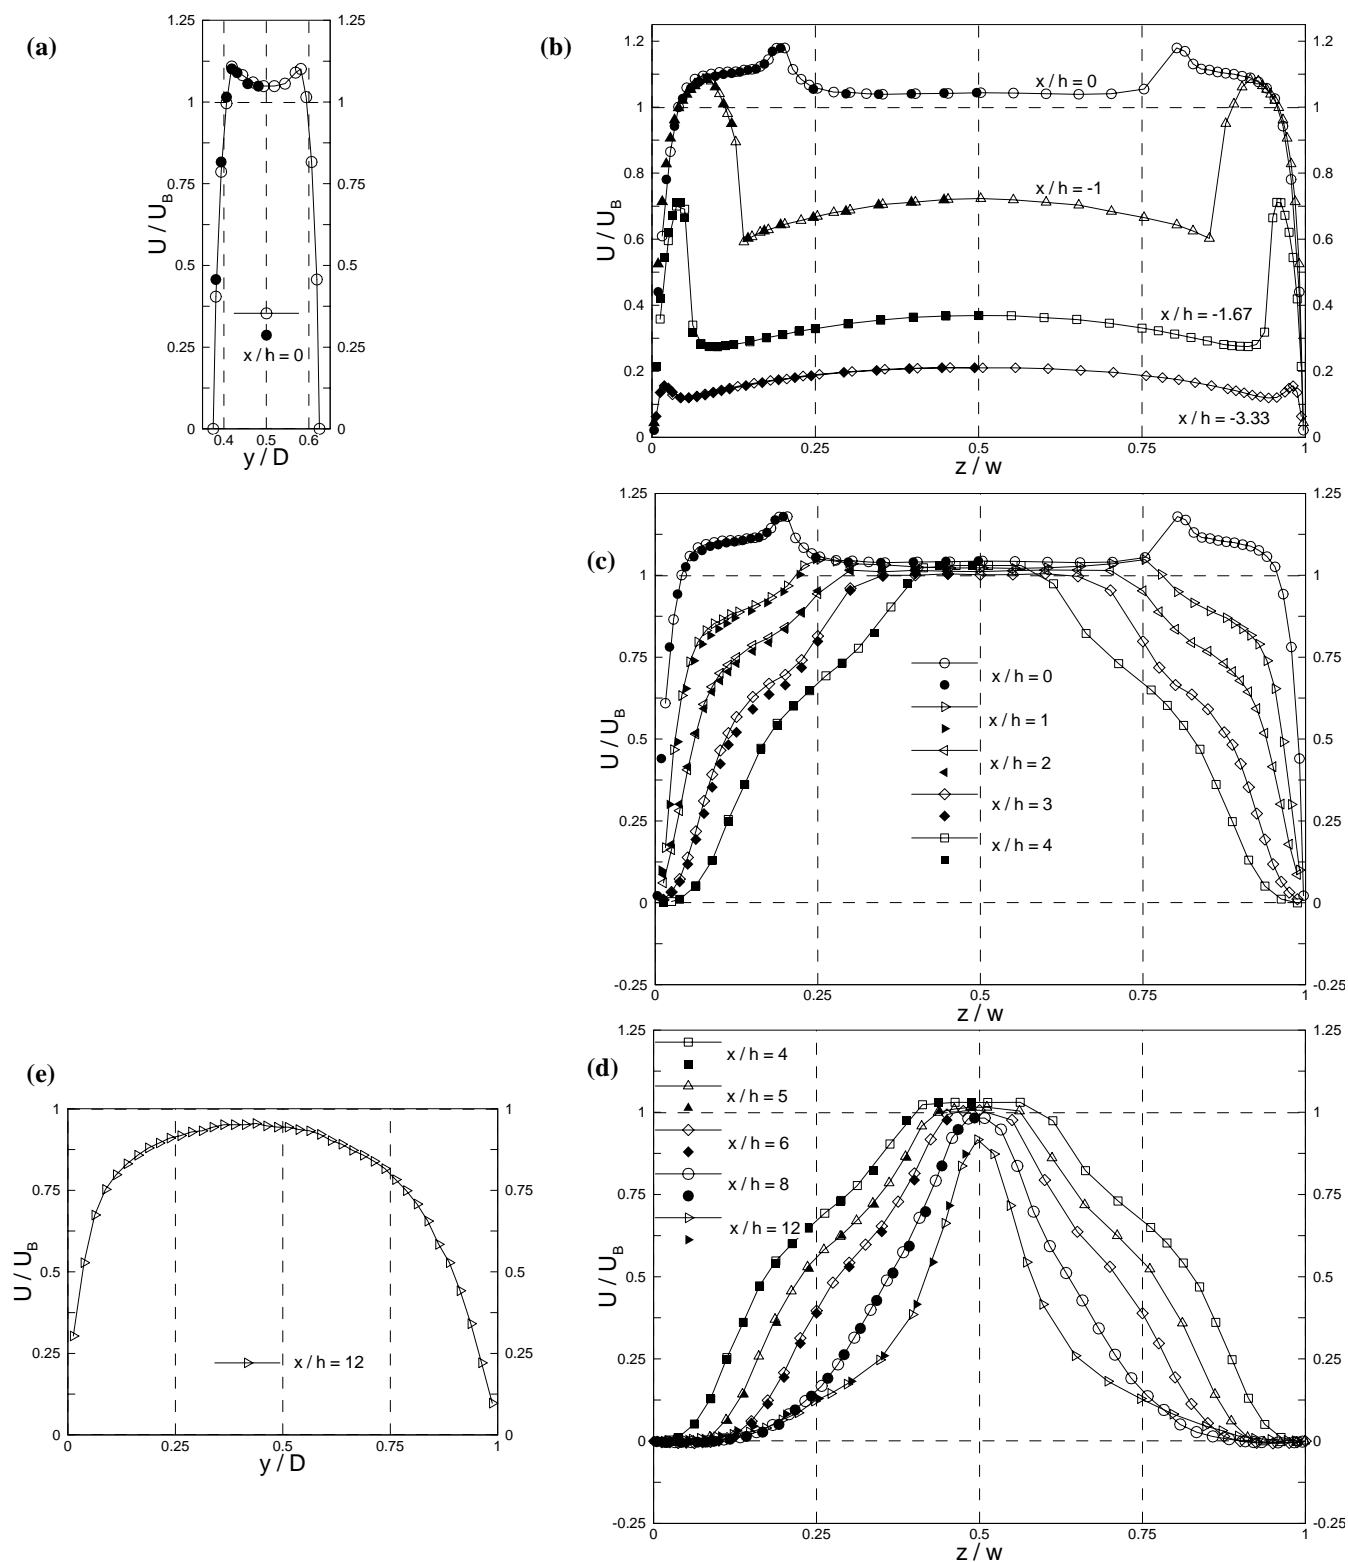 (a)
1.25
1.25
1
1
0.75
0.75
0.5
0.5
0.25
0.25
0
0
U / U_B
x / h = 0
0.4
0.5
0.6
y / D
(b)
1.2
1.2
1
1
0.8
0.8
0.6
0.6
0.4
0.4
0.2
0.2
0
0
U / U_B
x / h = 0
x / h = -1
x / h = -1.67
x / h = -3.33
0
0.25
0.5
0.75
1
z / w
(c)
1.25
1.25
1
1
0.75
0.75
0.5
0.5
0.25
0.25
0
0
-0.25
-0.25
U / U_B
x / h = 0
x / h = 1
x / h = 2
x / h = 3
x / h = 4
0
0.25
0.5
0.75
1
z / w
(d)
1.25
1.25
1
1
0.75
0.75
0.5
0.5
0.25
0.25
0
0
-0.25
-0.25
U / U_B
x / h = 4
x / h = 5
x / h = 6
x / h = 8
x / h = 12
0
0.25
0.5
0.75
1
z / w
(e)
1
1
0.75
0.75
0.5
0.5
0.25
0.25
0
0
U / U_B
x / h = 12
0
0.25
0.5
0.75
1
y / D